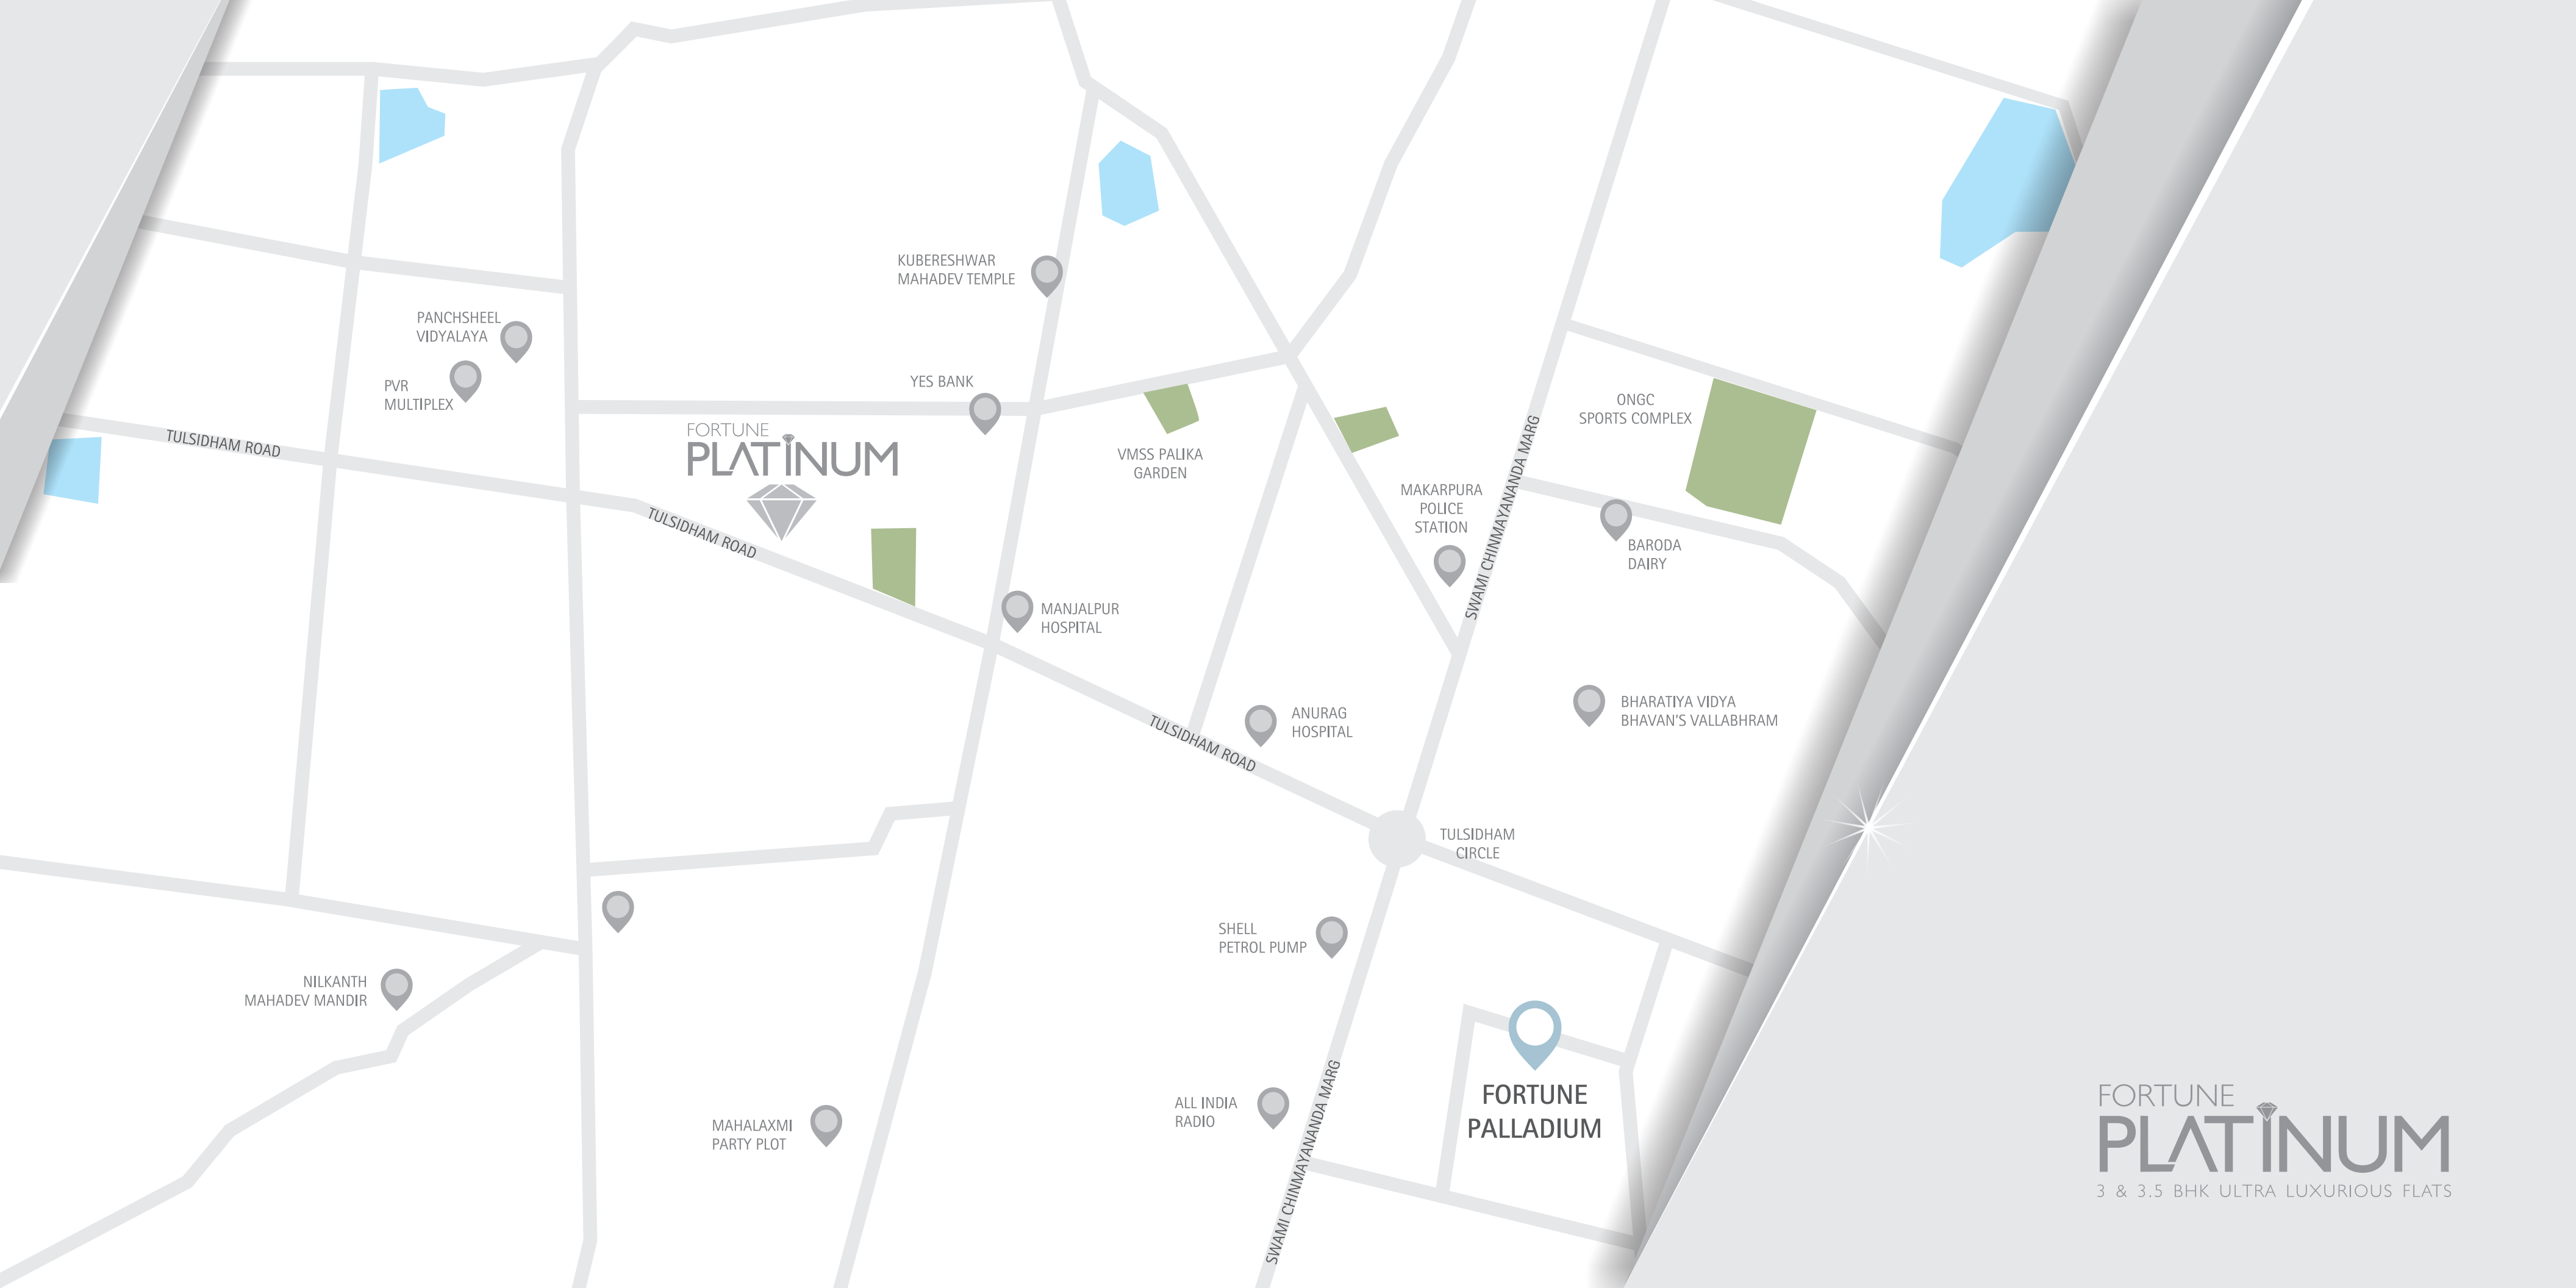 KUBERESHWAR
MAHADEV TEMPLE
PANCHSHEEL
VIDYALAYA
PVR
MULTIPLEX
YES BANK
TULSIDHAM ROAD
FORTUNE
PLATINUM
TULSIDHAM ROAD
VMSS PALIKA
GARDEN
ONGC
SPORTS COMPLEX
SWAMI CHINMAYANANDA MARG
MAKARPURA
POLICE
STATION
BARODA
DAIRY
MANJALPUR
HOSPITAL
BHARATIYA VIDYA
BHAVAN'S VALLABHRAM
ANURAG
HOSPITAL
TULSIDHAM ROAD
TULSIDHAM
CIRCLE
SHELL
PETROL PUMP
NILKANTH
MAHADEV MANDIR
MAHALAXMI
PARTY PLOT
ALL INDIA
RADIO
SWAMI CHINMAYANANDA MARG
FORTUNE
PALLADIUM
FORTUNE
PLATINUM
3 & 3.5 BHK ULTRA LUXURIOUS FLATS